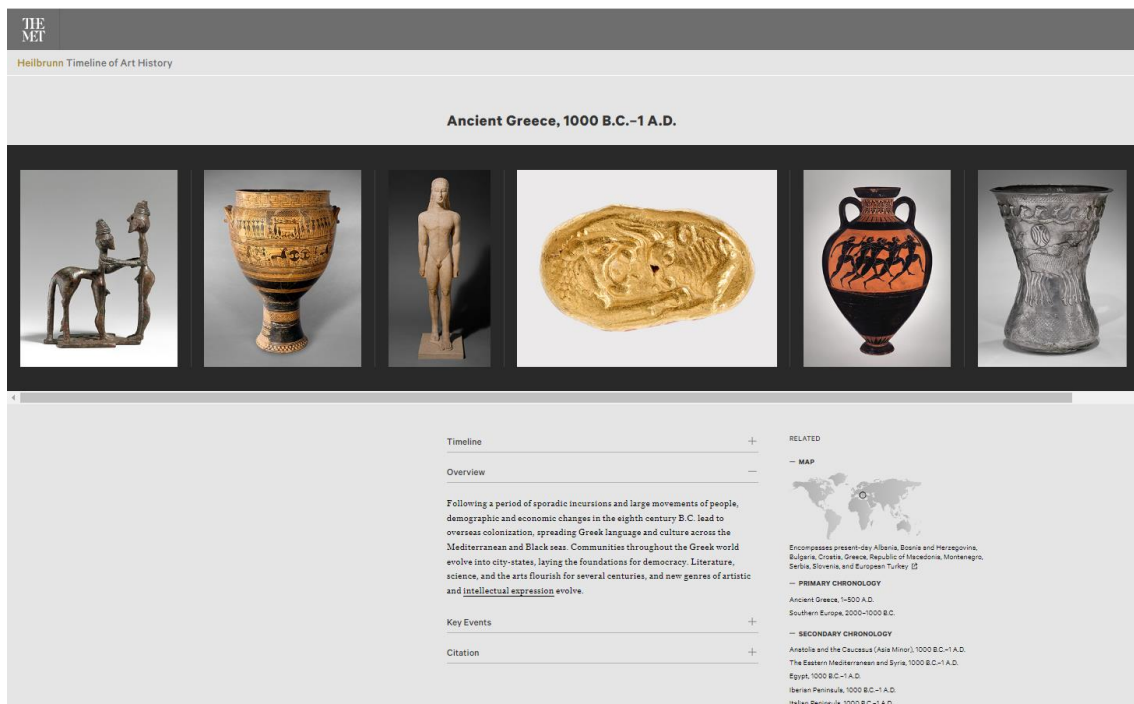 THE
MET
Heilbrunn Timeline of Art History
Ancient Greece, 1000 B.C.–1 A.D.
Timeline
Overview
Following a period of sporadic incursions and large movements of people,
demographic and economic changes in the eighth century B.C. lead to
overseas colonization, spreading Greek language and culture across the
Mediterranean and Black seas. Communities throughout the Greek world
evolve into city-states, laying the foundations for democracy. Literature,
science, and the arts flourish for several centuries, and new genres of artistic
and intellectual expression evolve.
Key Events
Citation
RELATED
— MAP
Encompasses present-day Albania, Bosnia and Herzegovina,
Bulgaria, Croatia, Greece, Republic of Macedonia, Montenegro,
Serbia, Slovenia, and European Turkey
— PRIMARY CHRONOLOGY
Ancient Greece, 1–500 A.D.
Southern Europe, 2000–1000 B.C.
— SECONDARY CHRONOLOGY
Anatolia and the Caucasus (Asia Minor), 1000 B.C.–1 A.D.
The Eastern Mediterranean and Syria, 1000 B.C.–1 A.D.
Egypt, 1000 B.C.–1 A.D.
Iberian Peninsula, 1000 B.C.–1 A.D.
Italian Peninsula, 1000 B.C.–1 A.D.